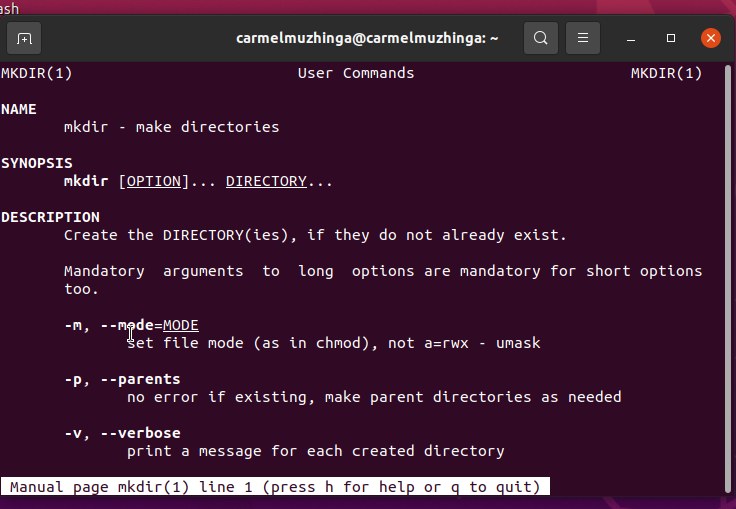 ash
carmelmuzhinga@carmelmuzhinga: ~
MKDIR(1) User Commands MKDIR(1)
NAME
mkdir - make directories
SYNOPSIS
mkdir [OPTION]... DIRECTORY...
DESCRIPTION
Create the DIRECTORY(ies), if they do not already exist.
Mandatory arguments to long options are mandatory for short options
too.
-m, --mode=MODE
set file mode (as in chmod), not a=rwx - umask
-p, --parents
no error if existing, make parent directories as needed
-v, --verbose
print a message for each created directory
Manual page mkdir(1) line 1 (press h for help or q to quit)